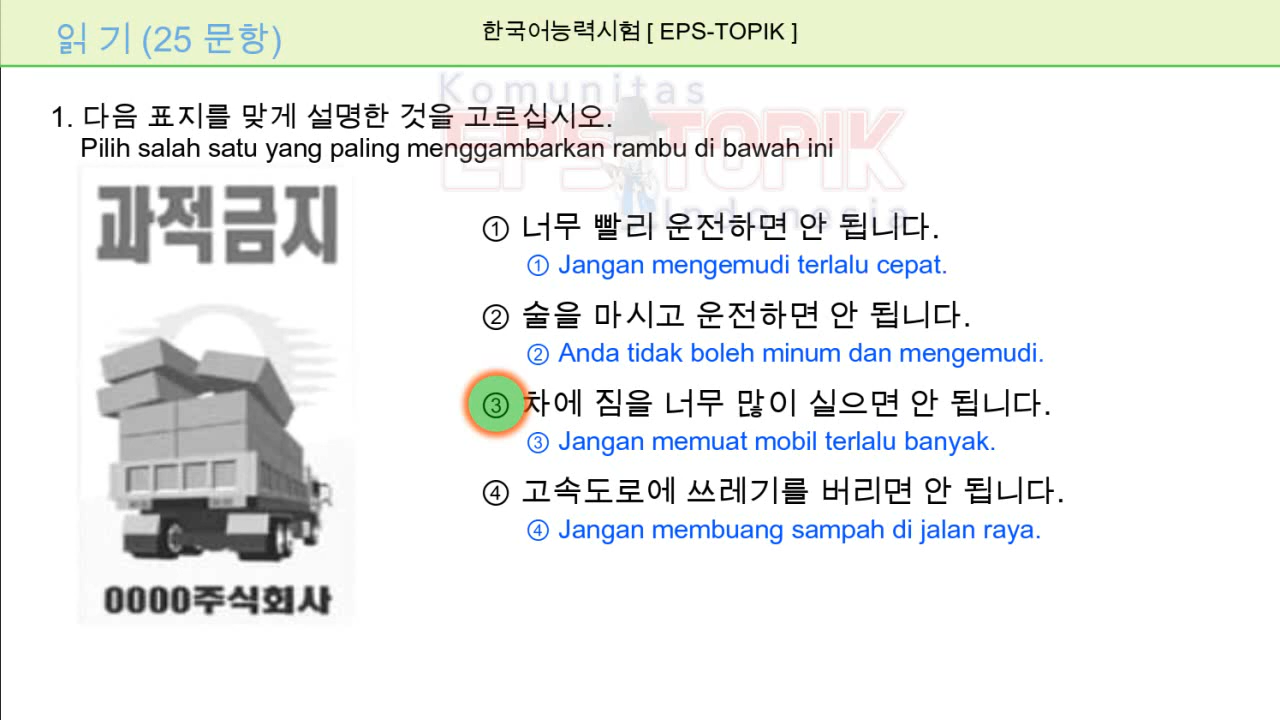 읽 기 (25 문항)
한국어능력시험 [ EPS-TOPIK ]
Komunitas
EPS-TOPIK
Indonesia
1. 다음 표지를 맞게 설명한 것을 고르십시오.
Pilih salah satu yang paling menggambarkan rambu di bawah ini
과적금지
0000주식회사
① 너무 빨리 운전하면 안 됩니다.
① Jangan mengemudi terlalu cepat.
② 술을 마시고 운전하면 안 됩니다.
② Anda tidak boleh minum dan mengemudi.
③ 차에 짐을 너무 많이 실으면 안 됩니다.
③ Jangan memuat mobil terlalu banyak.
④ 고속도로에 쓰레기를 버리면 안 됩니다.
④ Jangan membuang sampah di jalan raya.